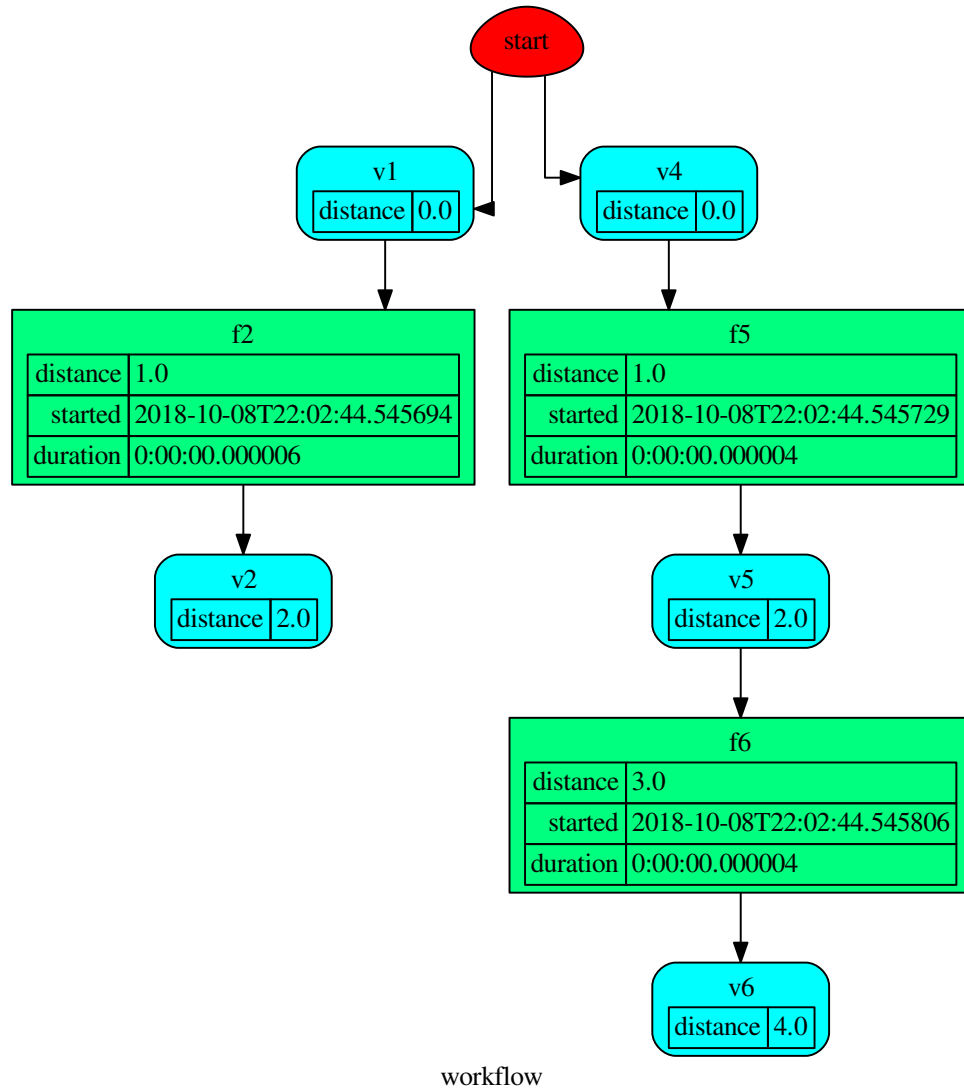 start
v1
distance 0.0
v4
distance 0.0
f2
distance 1.0
started 2018-10-08T22:02:44.545694
duration 0:00:00.000006
f5
distance 1.0
started 2018-10-08T22:02:44.545729
duration 0:00:00.000004
v2
distance 2.0
v5
distance 2.0
f6
distance 3.0
started 2018-10-08T22:02:44.545806
duration 0:00:00.000004
v6
distance 4.0
workflow